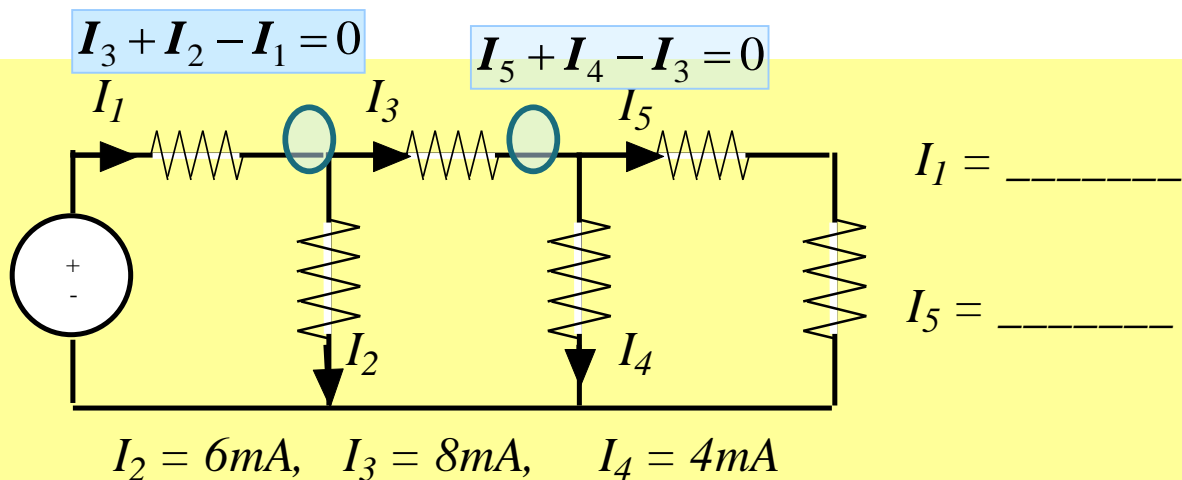 I₃ + I₂ − I₁ = 0
I₅ + I₄ − I₃ = 0
I₁
I₃
I₅
I₁ = _______
+
-
I₅ = _______
I₂
I₄
I₂ = 6mA, I₃ = 8mA, I₄ = 4mA